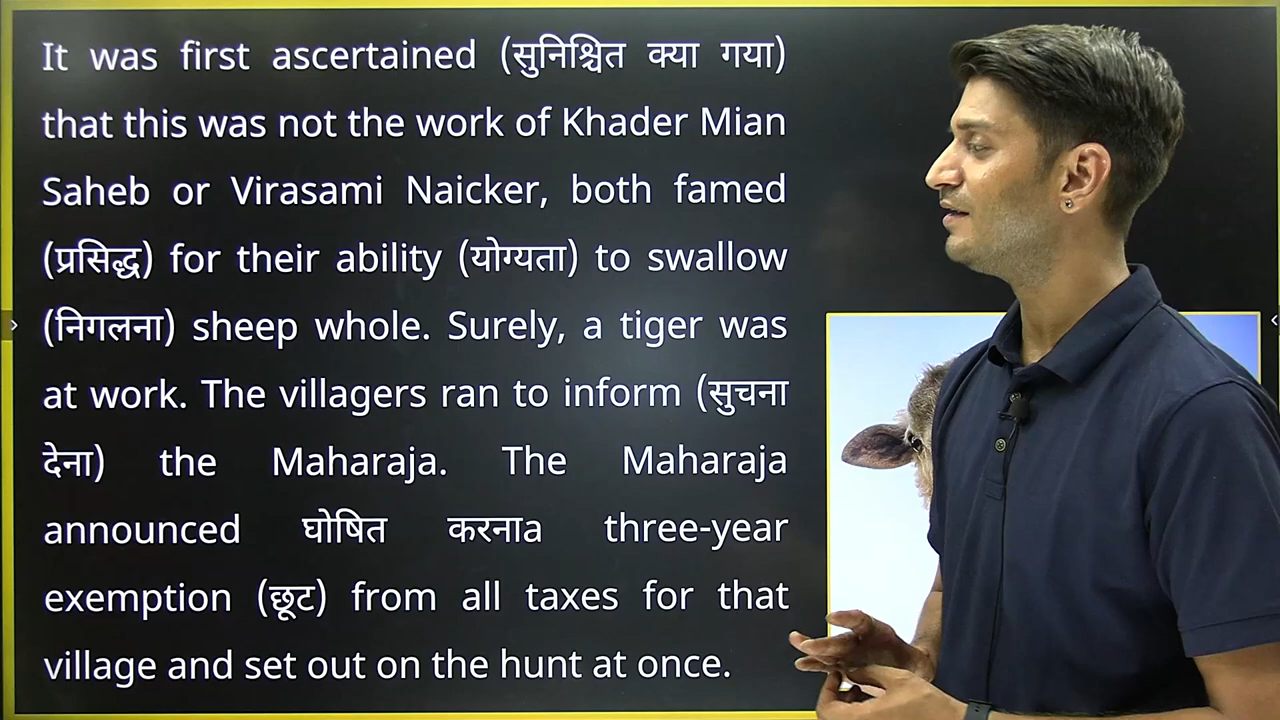 It was first ascertained (सुनिश्चित क्या गया)
that this was not the work of Khader Mian
Saheb or Virasami Naicker, both famed
(प्रसिद्ध) for their ability (योग्यता) to swallow
(निगलना) sheep whole. Surely, a tiger was
at work. The villagers ran to inform (सुचना
देना) the Maharaja. The Maharaja
announced घोषित करनाa three-year
exemption (छूट) from all taxes for that
village and set out on the hunt at once.